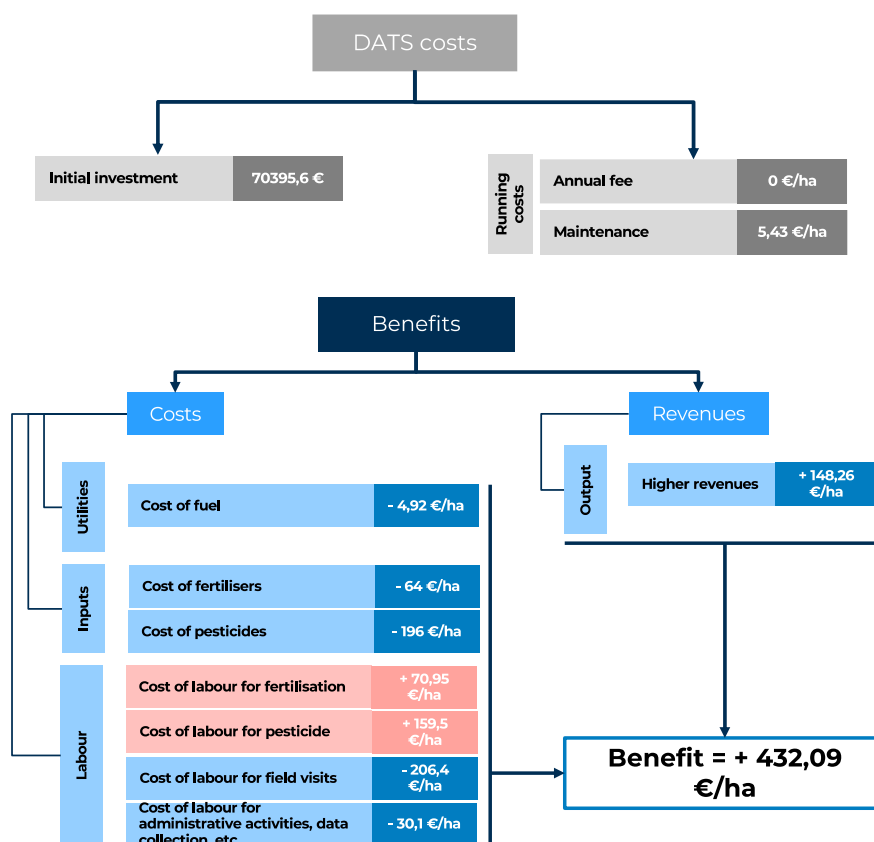 DATS costs
Initial investment
70395,6 €
Running
costs
Annual fee
0 €/ha
Maintenance
5,43 €/ha
Benefits
Costs
Revenues
Utilities
Cost of fuel
- 4,92 €/ha
Output
Higher revenues
+ 148,26
€/ha
Inputs
Cost of fertilisers
- 64 €/ha
Cost of pesticides
- 196 €/ha
Labour
Cost of labour for fertilisation
+ 70,95
€/ha
Cost of labour for pesticide
+ 159,5
€/ha
Cost of labour for field visits
- 206,4
€/ha
Cost of labour for
administrative activities, data
collection, etc
- 30,1 €/ha
Benefit = + 432,09
€/ha